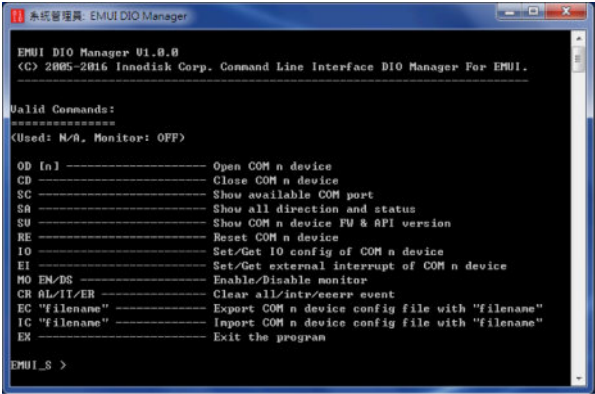 系統管理員: EMUI DIO Manager
EMUI DIO Manager V1.0.0
(C) 2005-2016 Innodisk Corp. Command Line Interface DIO Manager For EMUI.
Valid Commands:
===============
(Used: N/A, Monitor: OFF)
OD [n] ---------------------- Open COM n device
CD -------------------------- Close COM n device
SC -------------------------- Show available COM port
SA -------------------------- Show all direction and status
SV -------------------------- Show COM n device FW & API version
RE -------------------------- Reset COM n device
IO -------------------------- Set/Get IO config of COM n device
EI -------------------------- Set/Get external interrupt of COM n device
MO EN/DS -------------------- Enable/Disable monitor
CR AL/IT/ER ----------------- Clear all/intr/eeerr event
EC "filename" --------------- Export COM n device config file with "filename"
IC "filename" --------------- Import COM n device config file with "filename"
EX -------------------------- Exit the program
EMUI_S >